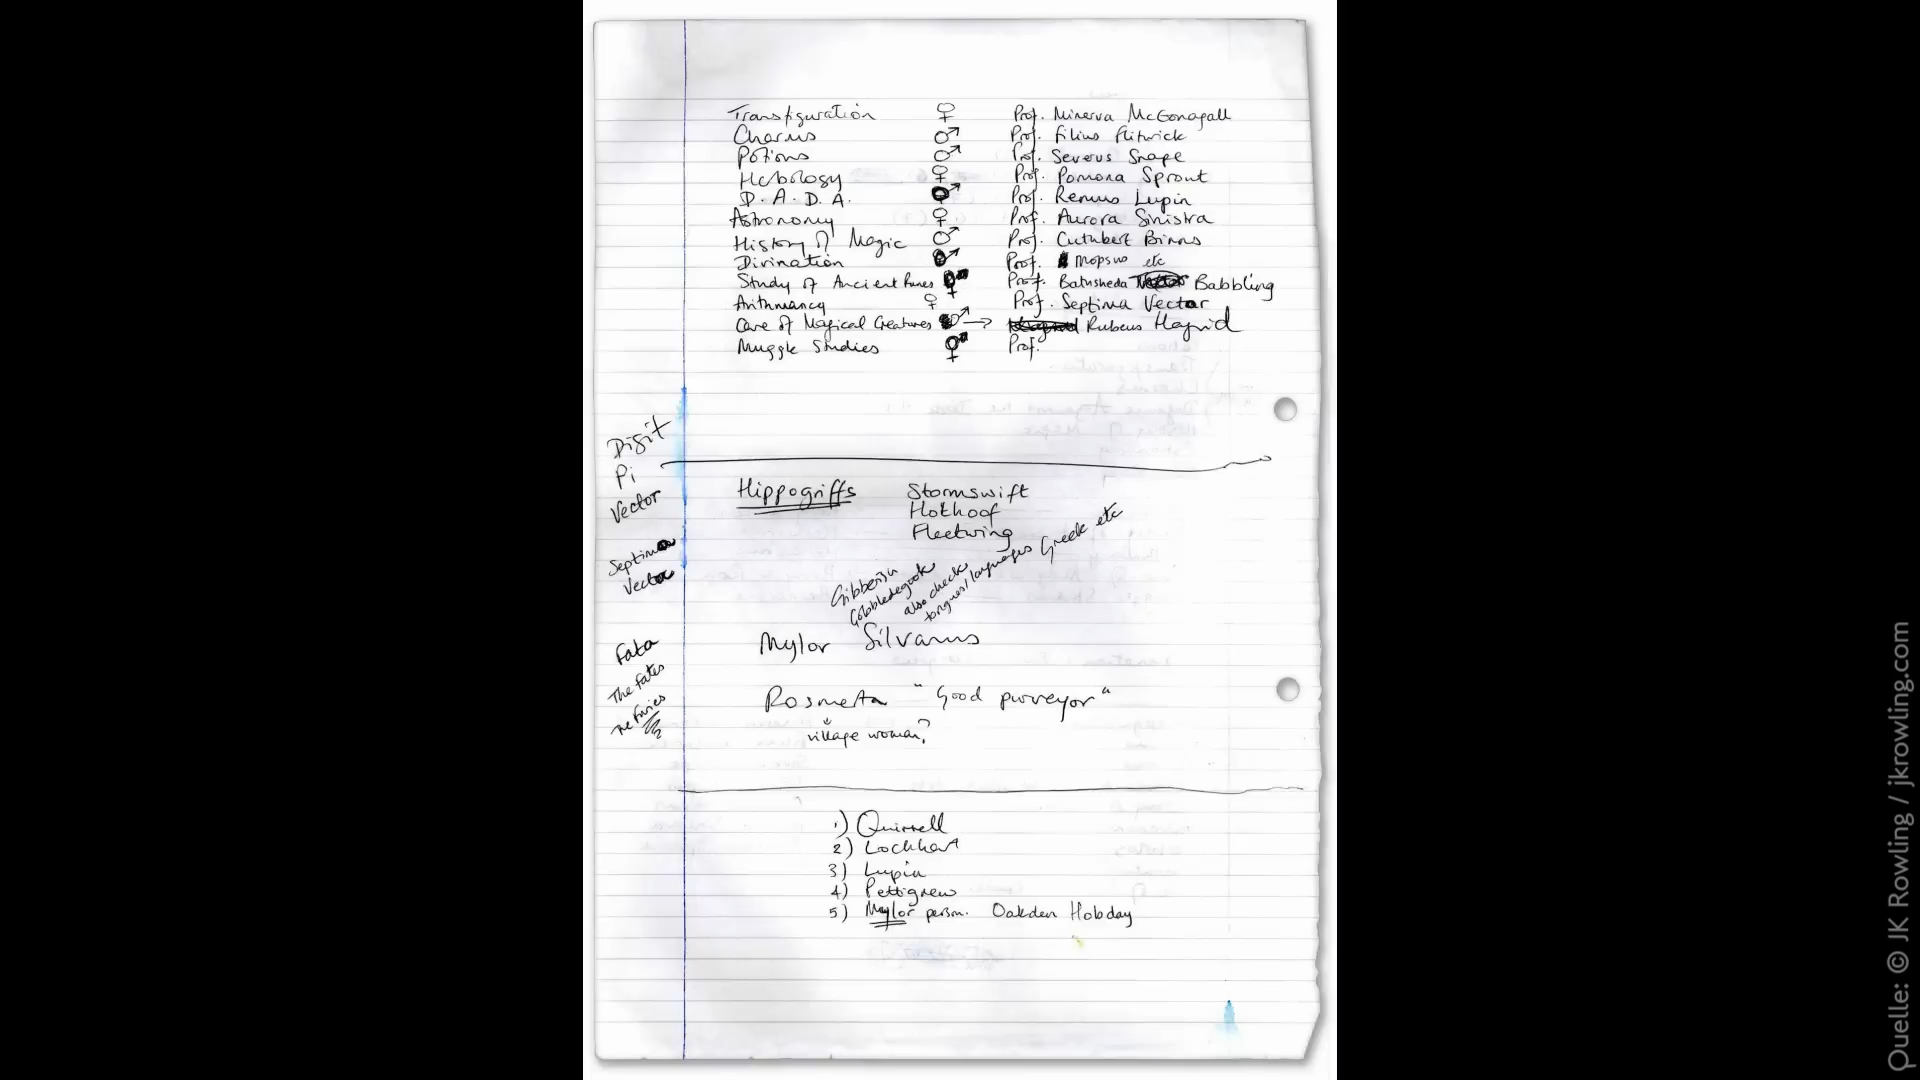 Transfiguration ♀ Prof. Minerva McGonagall
Charms ♂ Prof. Filius Flitwick
Potions ♂ Prof. Severus Snape
Herbology ♀ Prof. Pomona Sprout
D.A.D.A. ♂ Prof. Remus Lupin
Astronomy ♀ Prof. Aurora Sinistra
History of Magic ♂ Prof. Cuthbert Binns
Divination ♂ Prof. Mopsus etc
Study of Ancient Runes ♀ Prof. Bathsheda Babbling
Arithmancy ♀ Prof. Septima Vector
Care of Magical Creatures ♂ → Rubeus Hagrid
Muggle Studies ♀ Prof.
Digit
Pi
Vector
Septima
Vector
Fata
The Fates
The Furies
Hippogriffs Stormswift
Hothoof
Fleetwing
Gibberish
Gobbledegook
also check
tongues/languages Greek etc
Mylor Silvanus
Rosmerta "Good purveyor"
village woman?
1) Quirrell
2) Lockhart
3) Lupin
4) Pettigrew
5) Mylor person. Oakden Hobday
Quelle: © JK Rowling / jkrowling.com